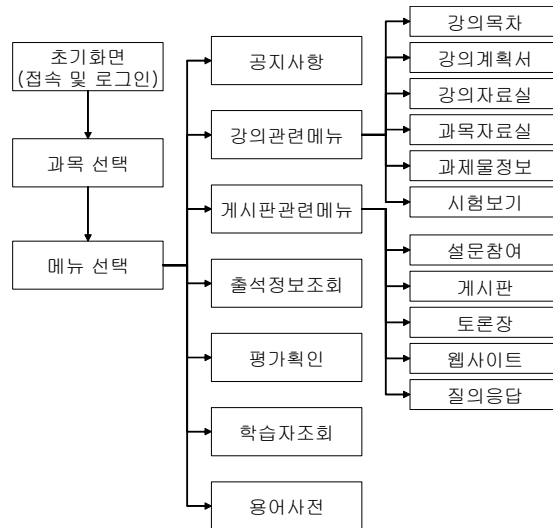 초기화면
(접속 및 로그인)
과목 선택
메뉴 선택
공지사항
강의관련메뉴
게시판관련메뉴
출석정보조회
평가획인
학습자조회
용어사전
강의목차
강의계획서
강의자료실
과목자료실
과제물정보
시험보기
설문참여
게시판
토론장
웹사이트
질의응답